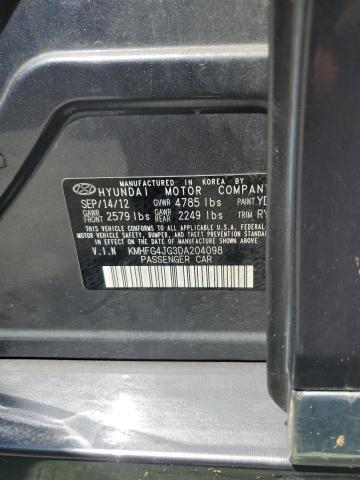 MANUFACTURED IN KOREA BY
HYUNDAI MOTOR COMPANY
SEP/14/12 GVWR 4785 lbs PAINT YD
GAWR FRONT 2579 lbs GAWR REAR 2249 lbs TRIM RY
THIS VEHICLE CONFORMS TO ALL APPLICABLE U.S. FEDERAL
MOTOR VEHICLE SAFETY, BUMPER, AND THEFT PREVENTION STANDARDS
IN EFFECT ON THE DATE OF MANUFACTURE SHOWN ABOVE.
V.I.N KMHFG4JG3DA204098
PASSENGER CAR